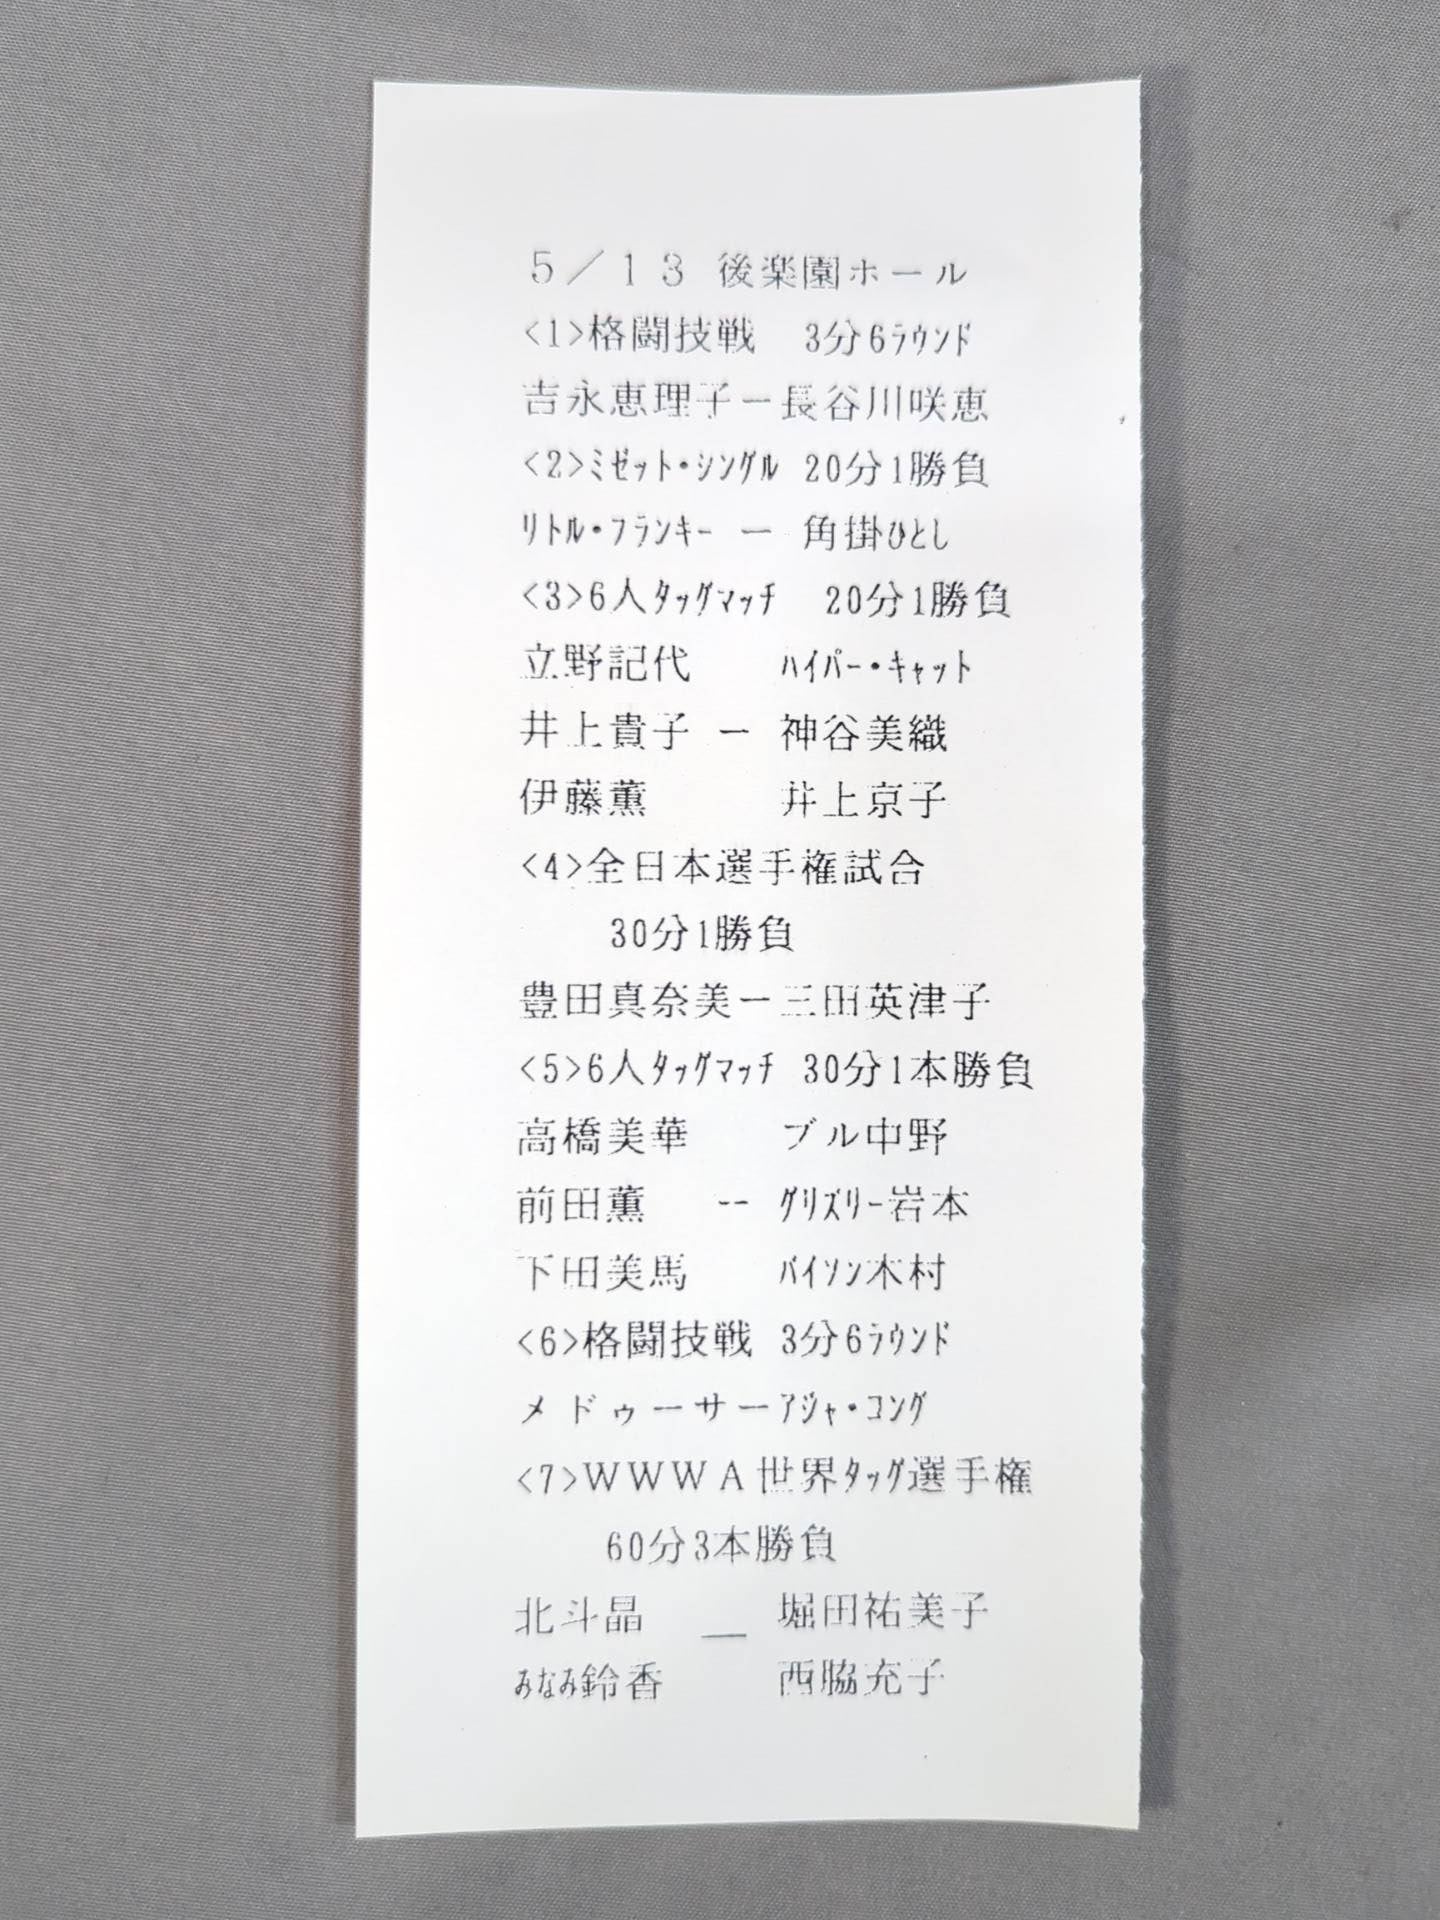 ５／１３ 後楽園ホール
<1>格闘技戦　3分6ﾗｳﾝﾄﾞ
吉永恵理子ー長谷川咲恵
<2>ﾐｾﾞｯﾄ・ｼﾝｸﾞﾙ 20分1勝負
ﾘﾄﾙ・ﾌﾗﾝｷｰ ー 角掛ひとし
<3>6人ﾀｯｸﾞﾏｯﾁ　20分1勝負
立野記代　　ﾊｲﾊﾟｰ・ｷｬｯﾄ
井上貴子 ー 神谷美織
伊藤薫　　　井上京子
<4>全日本選手権試合
30分1勝負
豊田真奈美ー三田英津子
<5>6人ﾀｯｸﾞﾏｯﾁ 30分1本勝負
高橋美華　　ブル中野
前田薫　-- ｸﾞﾘｽﾞﾘｰ岩本
下田美馬　　ﾊﾞｲｿﾝ木村
<6>格闘技戦 3分6ﾗｳﾝﾄﾞ
メドゥーサーｱｼﾞｬ・ｺﾝｸﾞ
<7>ＷＷＷＡ世界ﾀｯｸﾞ選手権
60分3本勝負
北斗晶 ＿ 堀田祐美子
みなみ鈴香　　西脇充子